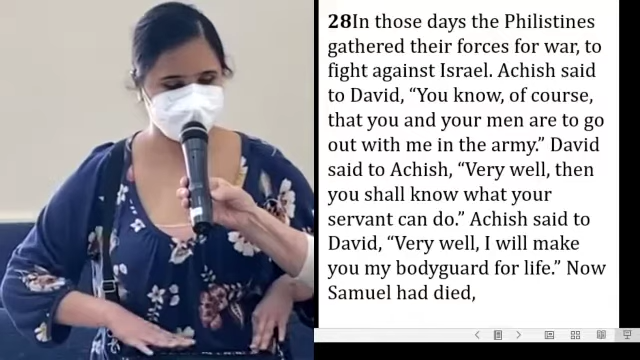 28In those days the Philistines
gathered their forces for war, to
fight against Israel. Achish said
to David, “You know, of course,
that you and your men are to go
out with me in the army.” David
said to Achish, “Very well, then
you shall know what your
servant can do.” Achish said to
David, “Very well, I will make
you my bodyguard for life.” Now
Samuel had died,